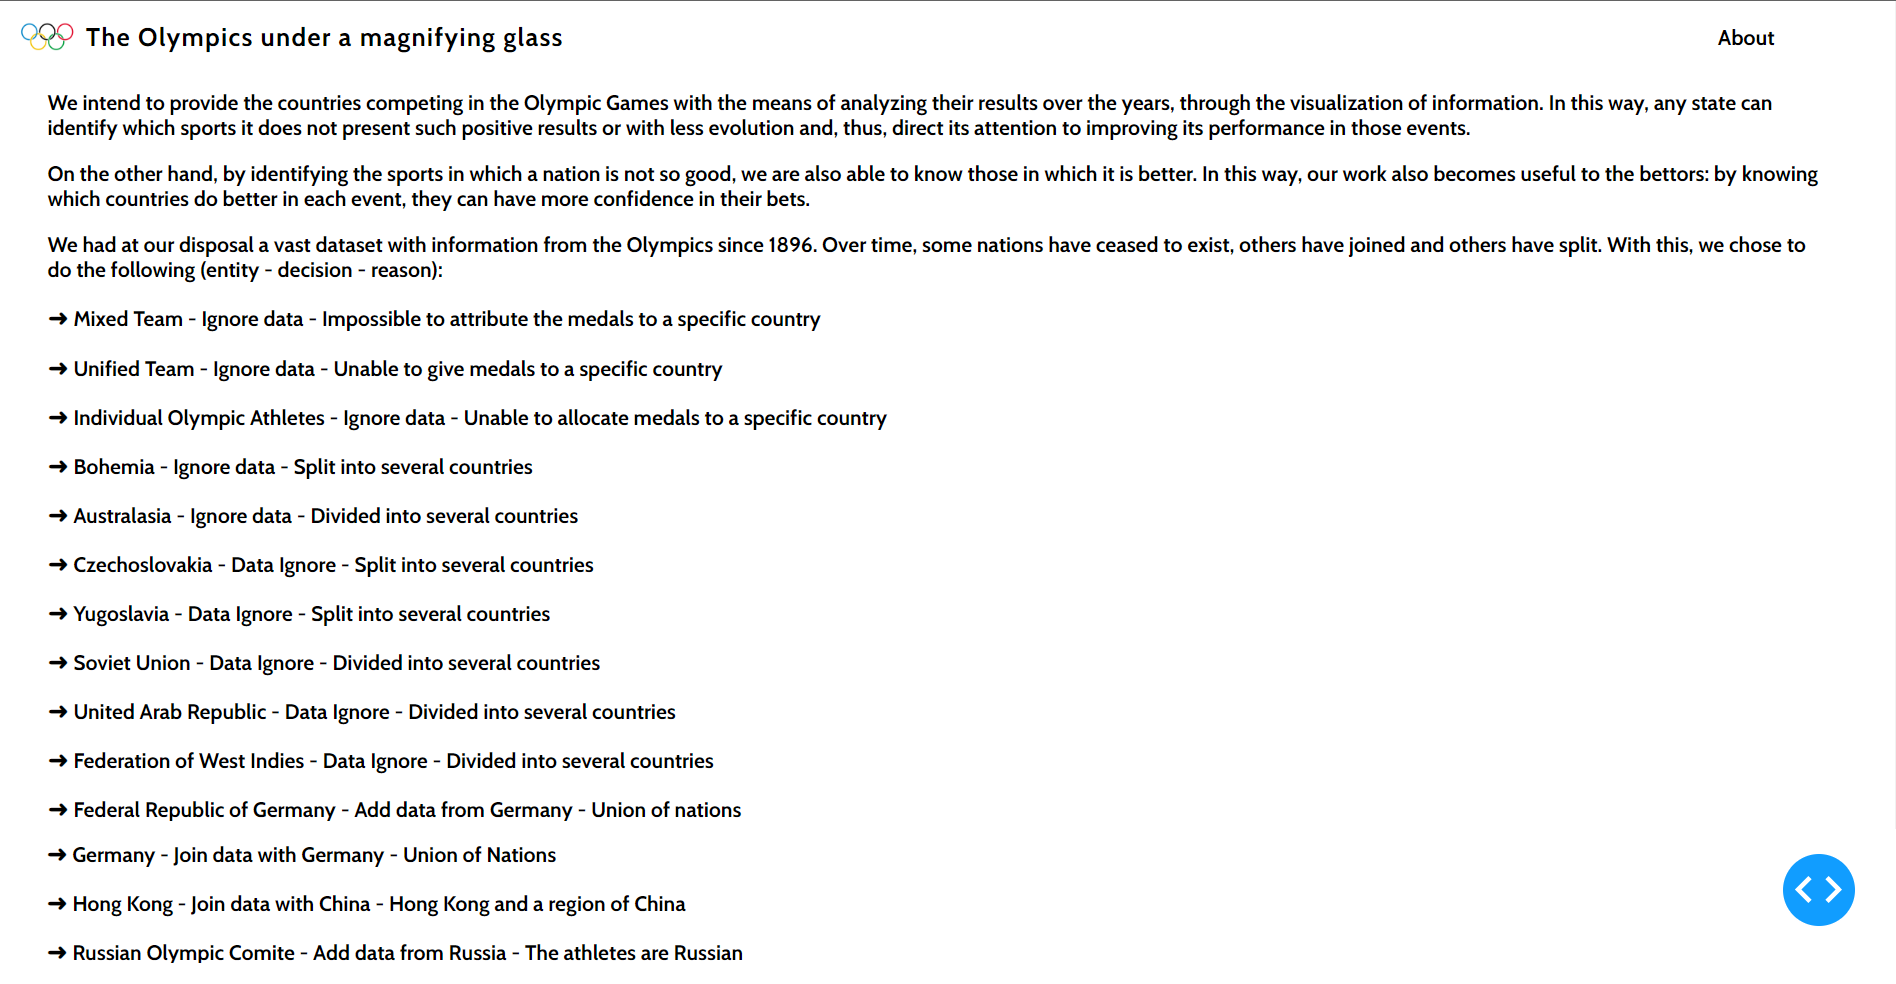 The Olympics under a magnifying glass
About
We intend to provide the countries competing in the Olympic Games with the means of analyzing their results over the years, through the visualization of information. In this way, any state can
identify which sports it does not present such positive results or with less evolution and, thus, direct its attention to improving its performance in those events.
On the other hand, by identifying the sports in which a nation is not so good, we are also able to know those in which it is better. In this way, our work also becomes useful to the bettors: by knowing
which countries do better in each event, they can have more confidence in their bets.
We had at our disposal a vast dataset with information from the Olympics since 1896. Over time, some nations have ceased to exist, others have joined and others have split. With this, we chose to
do the following (entity - decision - reason):
➞ Mixed Team - Ignore data - Impossible to attribute the medals to a specific country
➞ Unified Team - Ignore data - Unable to give medals to a specific country
➞ Individual Olympic Athletes - Ignore data - Unable to allocate medals to a specific country
➞ Bohemia - Ignore data - Split into several countries
➞ Australasia - Ignore data - Divided into several countries
➞ Czechoslovakia - Data Ignore - Split into several countries
➞ Yugoslavia - Data Ignore - Split into several countries
➞ Soviet Union - Data Ignore - Divided into several countries
➞ United Arab Republic - Data Ignore - Divided into several countries
➞ Federation of West Indies - Data Ignore - Divided into several countries
➞ Federal Republic of Germany - Add data from Germany - Union of nations
➞ Germany - Join data with Germany - Union of Nations
➞ Hong Kong - Join data with China - Hong Kong and a region of China
➞ Russian Olympic Comite - Add data from Russia - The athletes are Russian